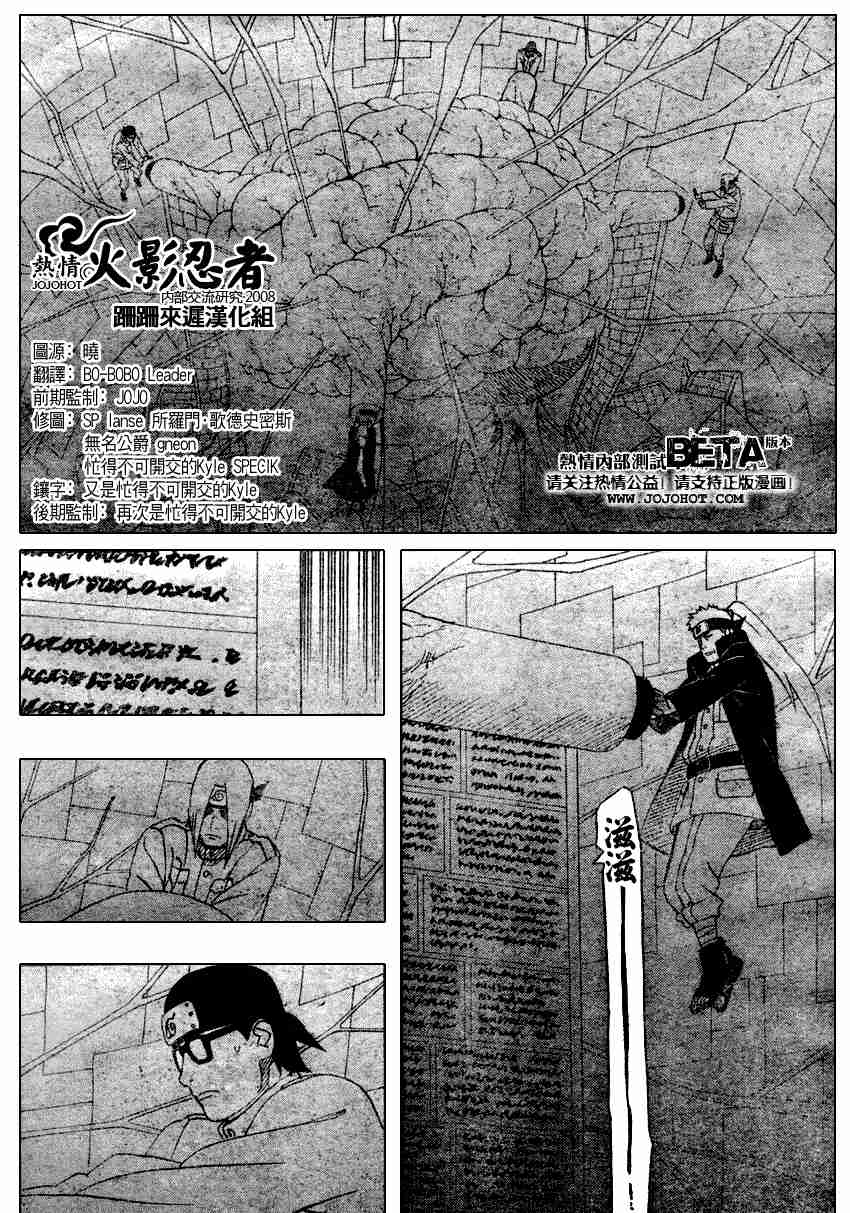 熱情
JOJOHOT
火影忍者
内部交流研究 2008
跚跚來遲漢化組
圖源: 曉
翻譯: BO-BOBO Leader
前期監制: JOJO
修圖: SP lanse 所羅門·歌德史密斯
無名公爵 gneon
忙得不可開交的Kyle SPECIK
鑲字: 又是忙得不可開交的Kyle
後期監制: 再次是忙得不可開交的Kyle
熱情内部測試BETA版本
请关注热情公益! 请支持正版漫画!
WWW.JOJOHOT.COM
滋滋